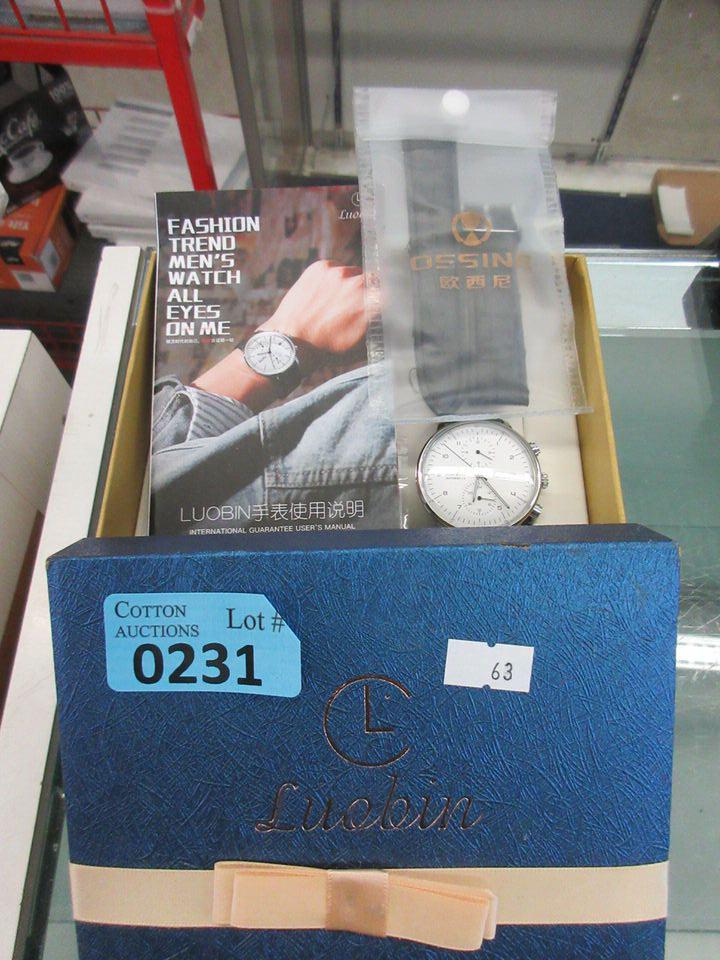 FASHION
TREND
MEN'S
WATCH
ALL
EYES
ON ME
LUOBIN手表使用说明
INTERNATIONAL GUARANTEE USER'S MANUAL
OSSINI
欧西尼
COTTON
AUCTIONS
Lot #
0231
63
Luobin